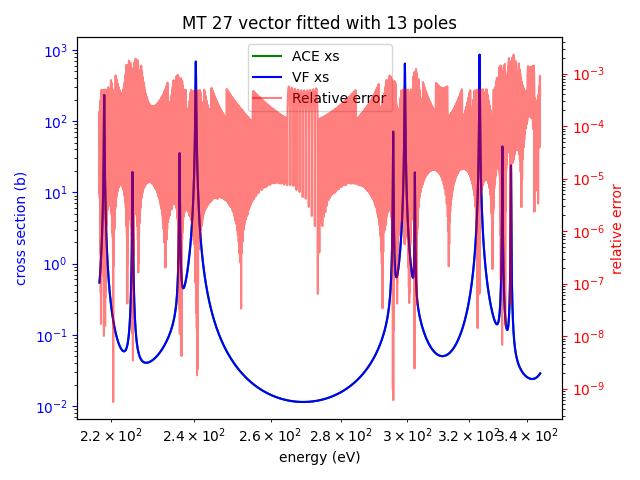 MT 27 vector fitted with 13 poles
ACE xs
VF xs
Relative error
cross section (b)
10³
10²
10¹
10⁰
10⁻¹
10⁻²
relative error
10⁻³
10⁻⁴
10⁻⁵
10⁻⁶
10⁻⁷
10⁻⁸
10⁻⁹
2.2 × 10² 2.4 × 10² 2.6 × 10² 2.8 × 10² 3 × 10² 3.2 × 10² 3.4 × 10²
energy (eV)